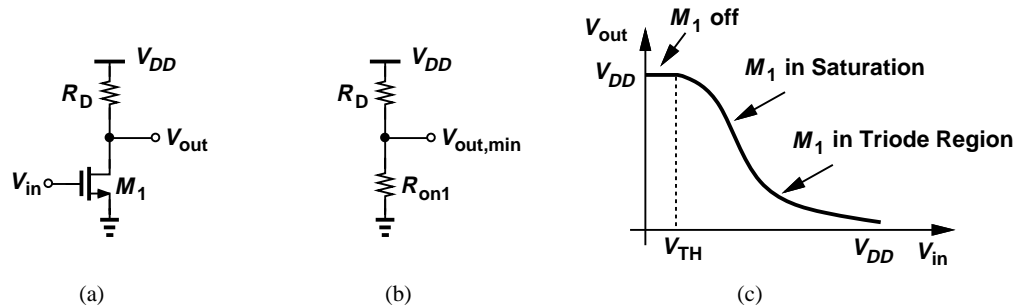 V_DD
R_D
V_out
V_in
M_1
(a)
V_DD
R_D
V_out,min
R_on1
(b)
V_out
M_1 off
V_DD
M_1 in Saturation
M_1 in Triode Region
V_TH
V_DD
V_in
(c)